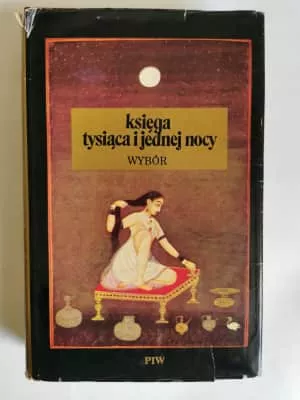 księga
tysiąca i jednej nocy
WYBÓR
PIW